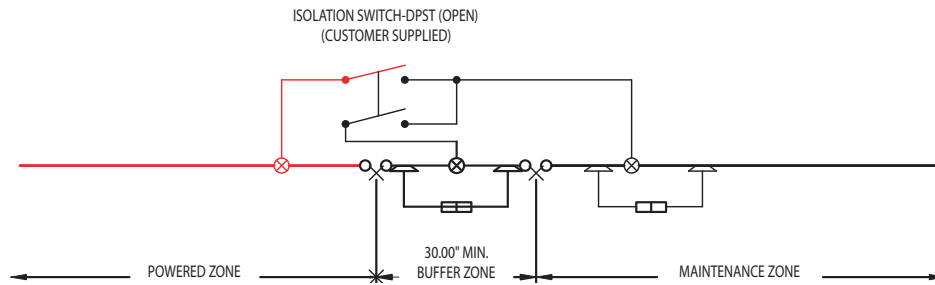 ISOLATION SWITCH-DPST (OPEN)
(CUSTOMER SUPPLIED)
POWERED ZONE
30.00" MIN.
BUFFER ZONE
MAINTENANCE ZONE